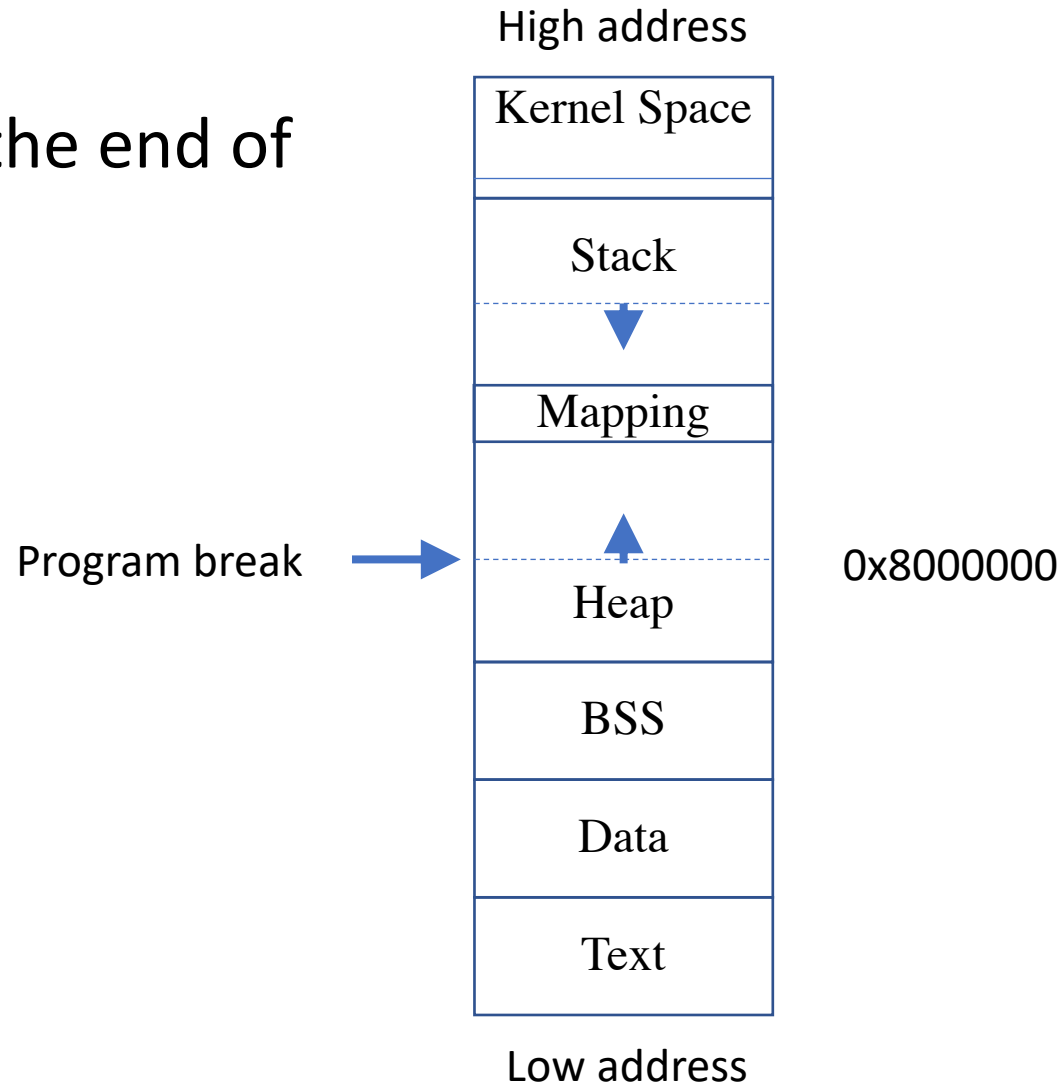 High address
the end of
Kernel Space
Stack
Mapping
Program break
0x8000000
Heap
BSS
Data
Text
Low address